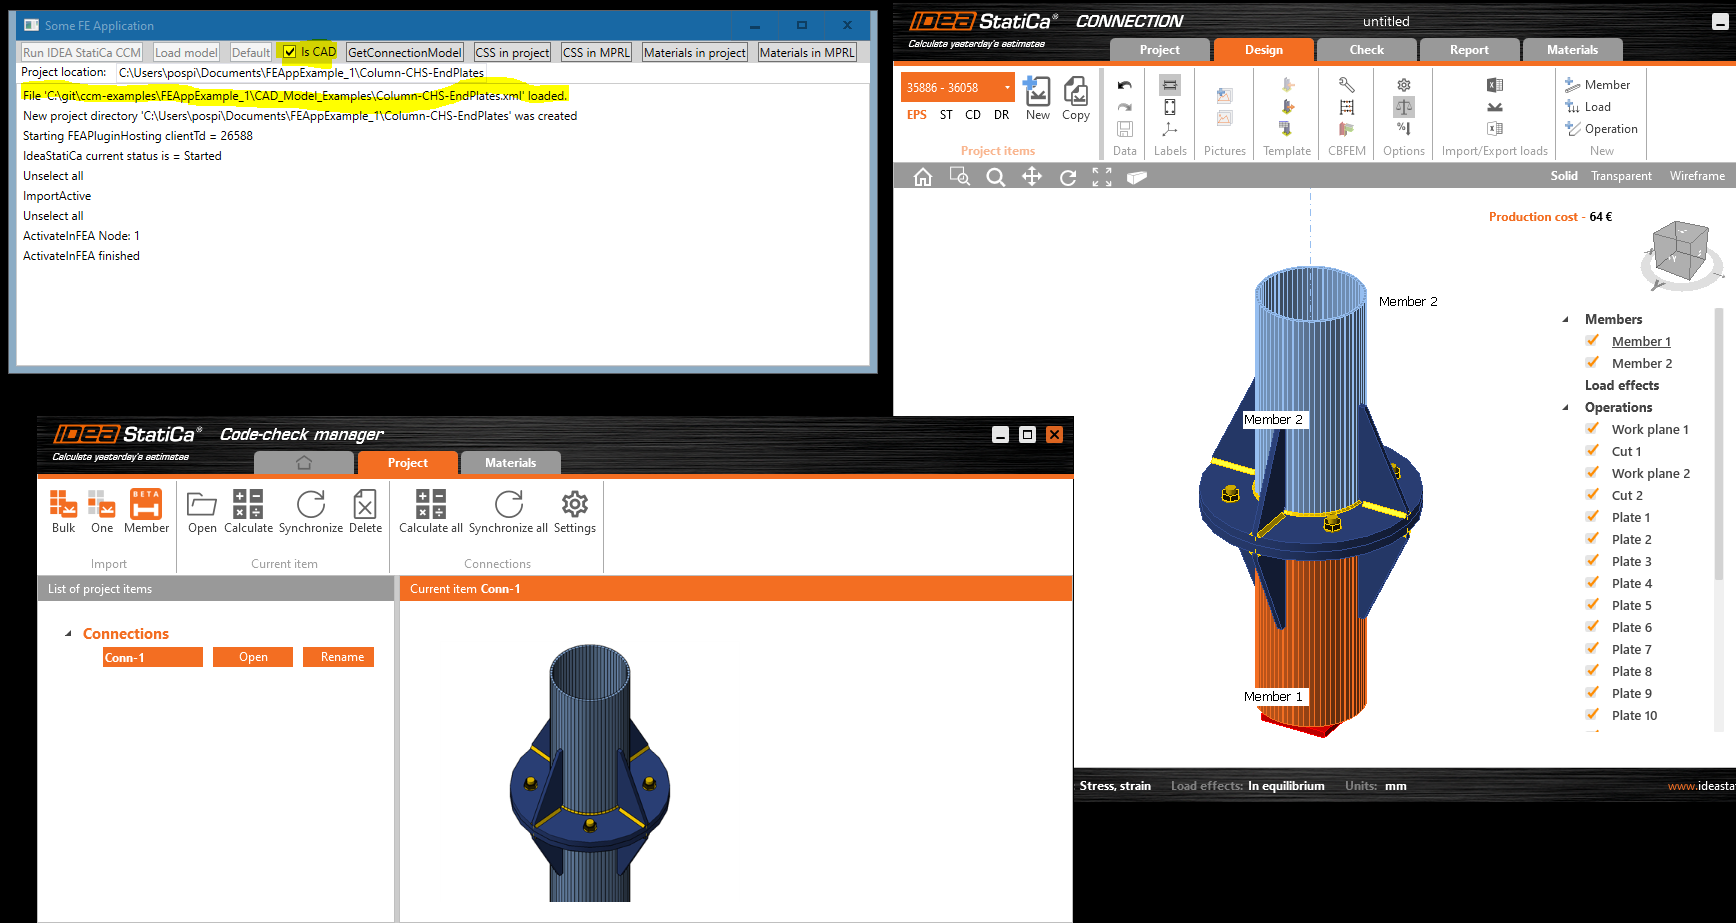 Some FE Application
Run IDEA StatiCa CCM Load model Default Is CAD GetConnectionModel CSS in project CSS in MPRL Materials in project Materials in MPRL
Project location: C:\Users\pospi\Documents\FEAppExample_1\Column-CHS-EndPlates
File 'C:\git\ccm-examples\FEAppExample_1\CAD_Model_Examples\Column-CHS-EndPlates.xml' loaded.
New project directory 'C:\Users\pospi\Documents\FEAppExample_1\Column-CHS-EndPlates' was created
Starting FEAPluginHosting clientTd = 26588
IdeaStatiCa current status is = Started
Unselect all
ImportActive
Unselect all
ActivateInFEA Node: 1
ActivateInFEA finished
IDEA StatiCa® CONNECTION
untitled
Calculate yesterday's estimates
Project Design Check Report Materials
35886 - 36058
EPS ST CD DR
New Copy
Project items
Data Labels Pictures Template CBFEM Options Import/Export loads
Member
Load
Operation
New
Solid Transparent Wireframe
Production cost - 64 €
Member 2
Member 2
Member 1
Members
Member 1
Member 2
Load effects
Operations
Work plane 1
Cut 1
Work plane 2
Cut 2
Plate 1
Plate 2
Plate 3
Plate 4
Plate 5
Plate 6
Plate 7
Plate 8
Plate 9
Plate 10
Stress, strain Load effects: In equilibrium Units: mm
www.ideasta
IDEA StatiCa® Code-check manager
Calculate yesterday's estimates
Project Materials
BETA
Bulk One Member Open Calculate Synchronize Delete Calculate all Synchronize all Settings
Import Current item Connections
List of project items
Current item Conn-1
Connections
Conn-1 Open Rename